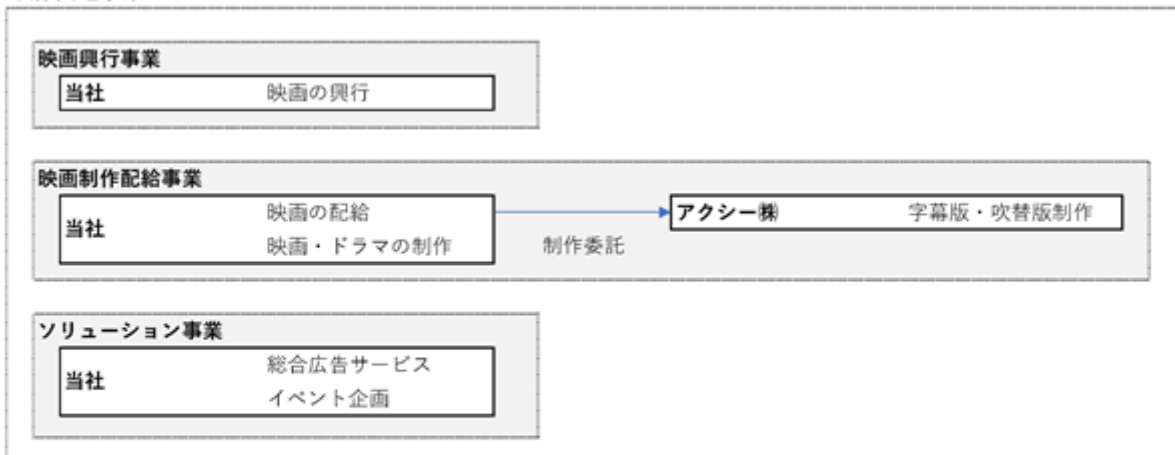 映画興行事業
当社 映画の興行
映画制作配給事業
当社 映画の配給
映画・ドラマの制作
制作委託
アクシー㈱ 字幕版・吹替版制作
ソリューション事業
当社 総合広告サービス
イベント企画